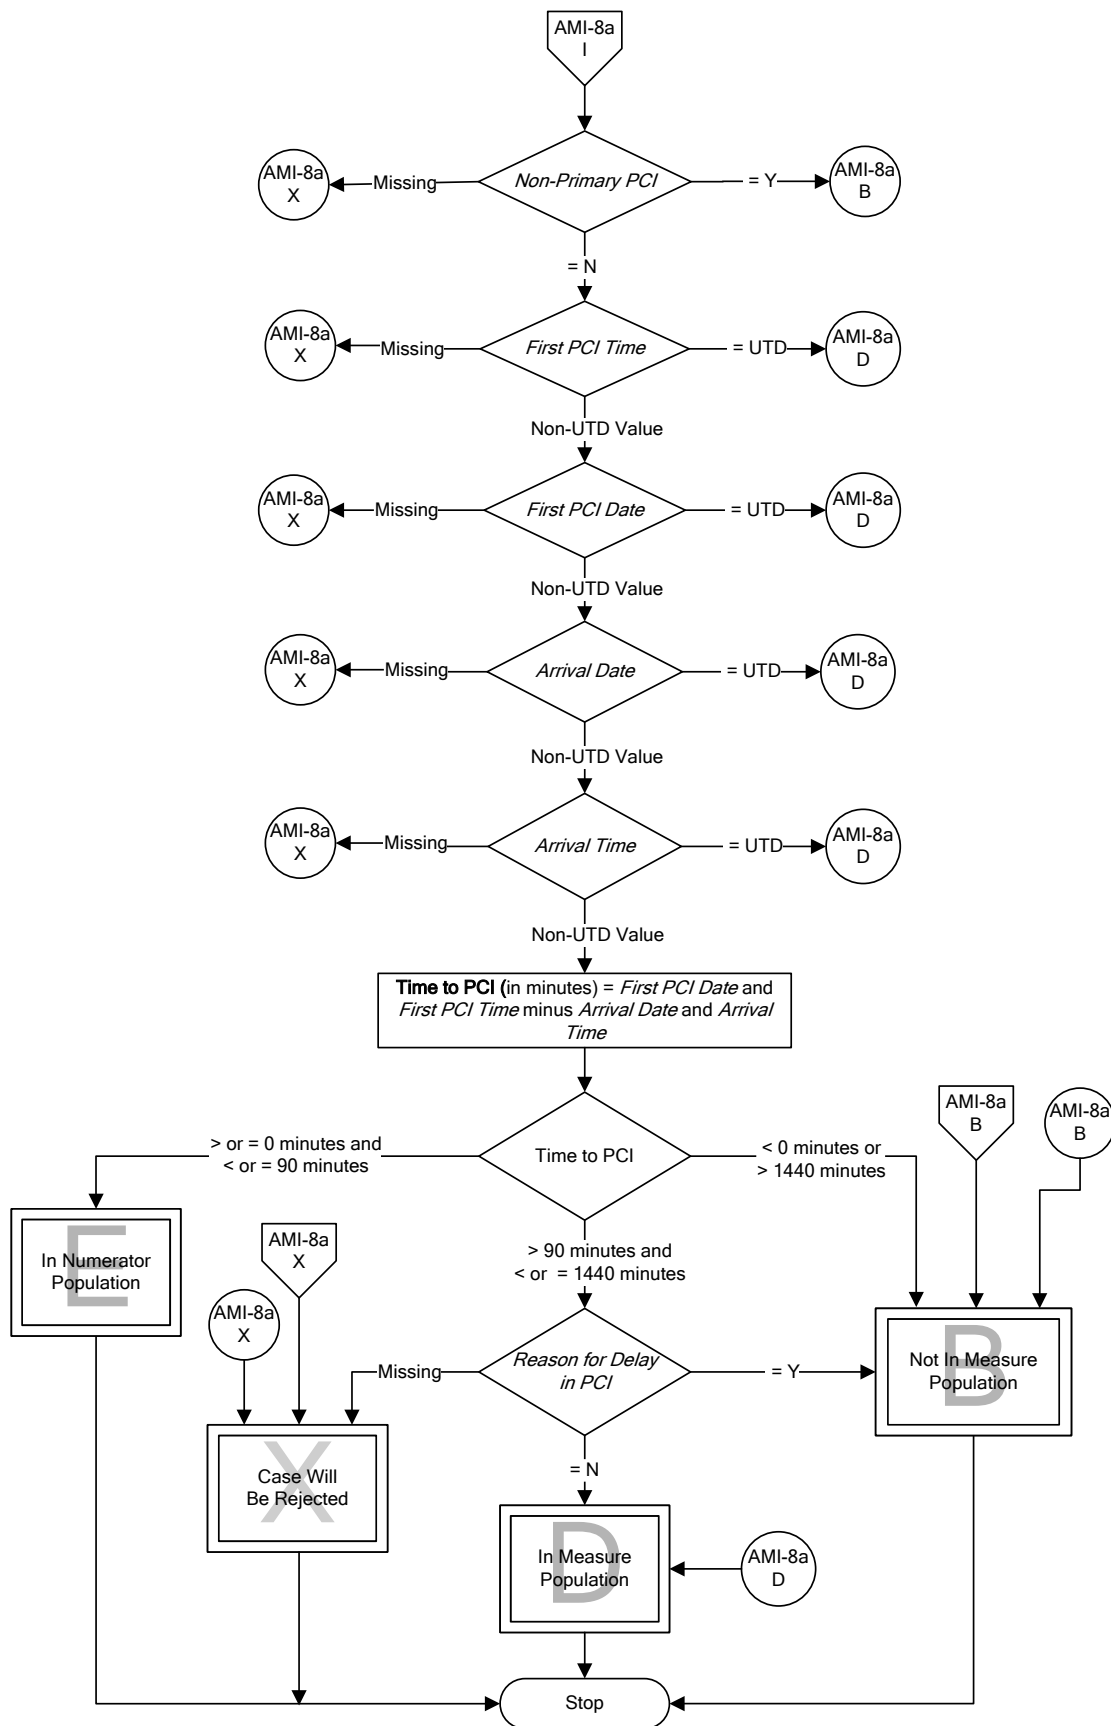 AMI-8a
I
AMI-8a
X
Missing
Non-Primary PCI
= Y
AMI-8a
B
= N
AMI-8a
X
Missing
First PCI Time
= UTD
AMI-8a
D
Non-UTD Value
AMI-8a
X
Missing
First PCI Date
= UTD
AMI-8a
D
Non-UTD Value
AMI-8a
X
Missing
Arrival Date
= UTD
AMI-8a
D
Non-UTD Value
AMI-8a
X
Missing
Arrival Time
= UTD
AMI-8a
D
Non-UTD Value
Time to PCI (in minutes) = First PCI Date and
First PCI Time minus Arrival Date and Arrival
Time
AMI-8a
B
AMI-8a
B
> or = 0 minutes and
< or = 90 minutes
Time to PCI
< 0 minutes or
> 1440 minutes
E
In Numerator
Population
AMI-8a
X
> 90 minutes and
< or = 1440 minutes
AMI-8a
X
Missing
Reason for Delay
in PCI
= Y
B
Not In Measure
Population
= N
X
Case Will
Be Rejected
D
In Measure
Population
AMI-8a
D
Stop